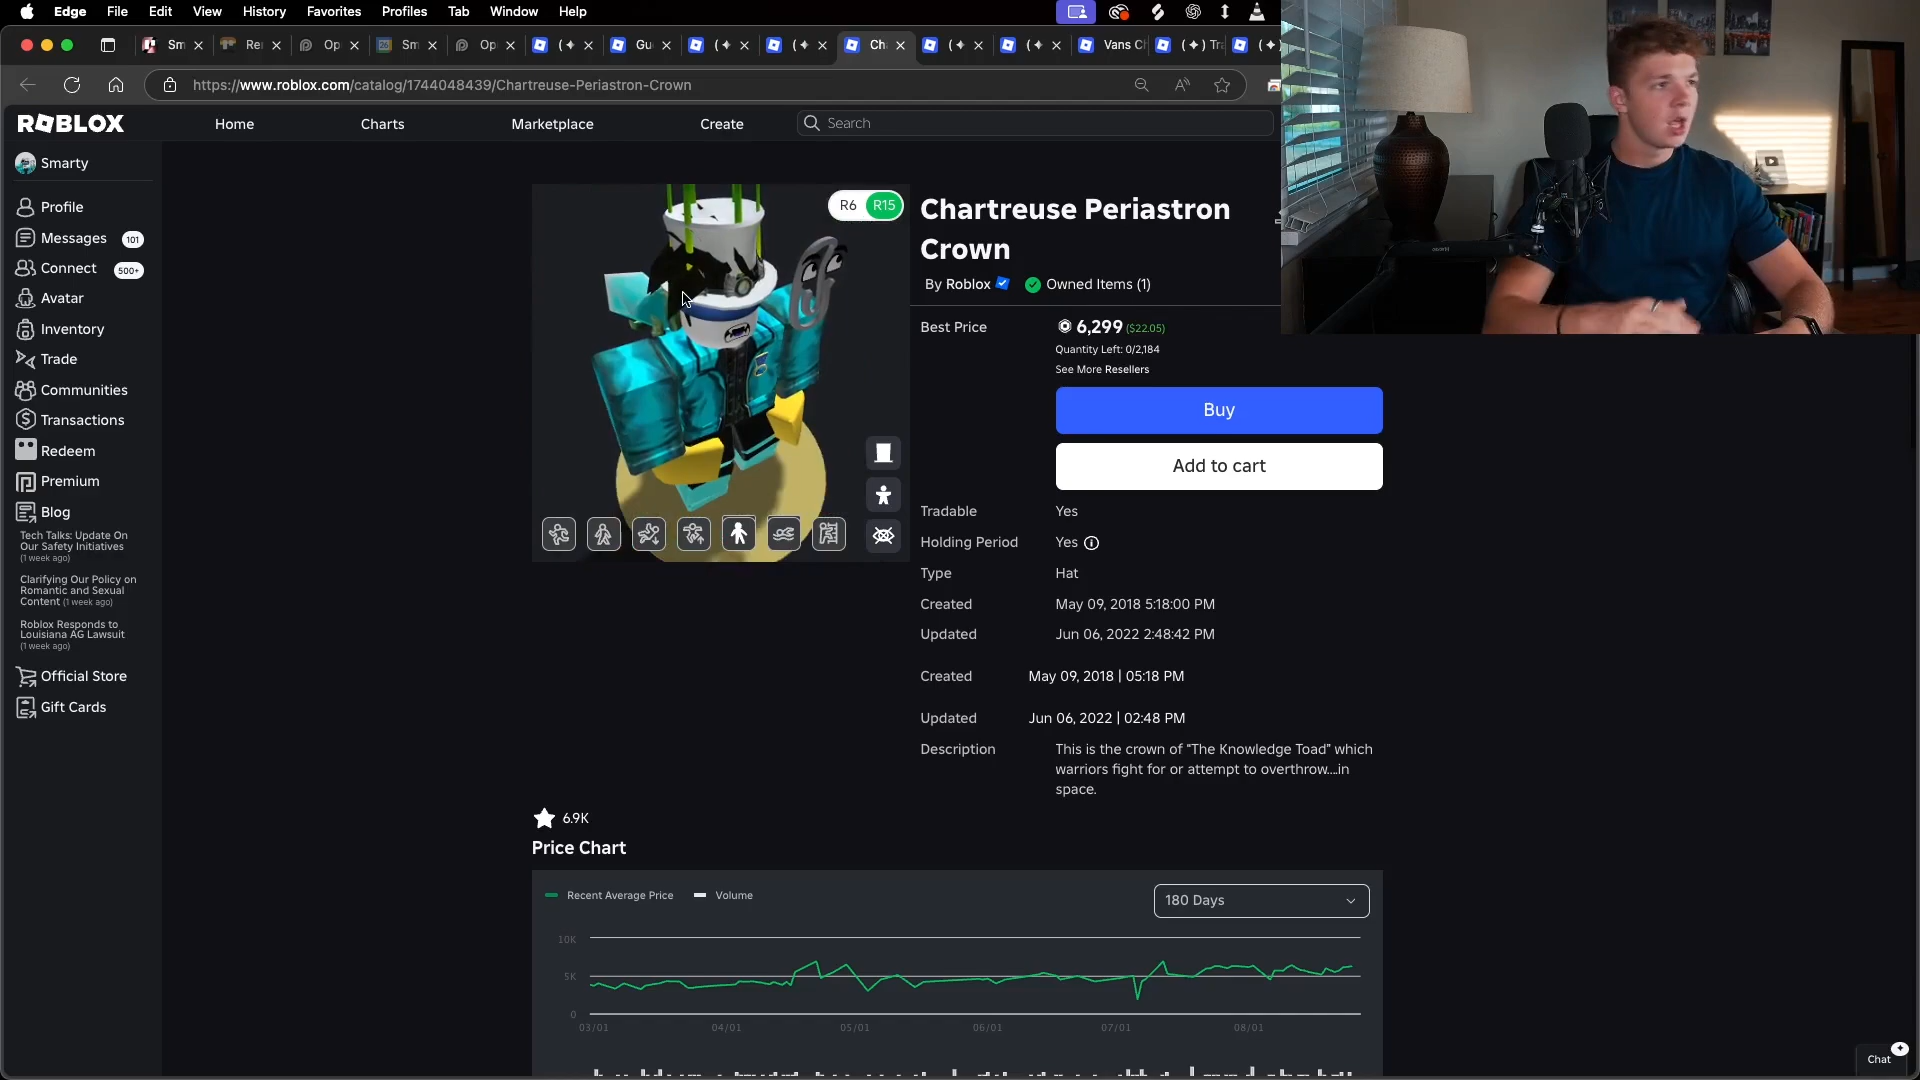 Edge File Edit View History Favorites Profiles Tab Window Help
Sm Re Op Sm Op Gu Ch Vans C Tr
https://www.roblox.com/catalog/1744048439/Chartreuse-Periastron-Crown
ROBLOX Home Charts Marketplace Create Search
Smarty
Profile
Messages 101
Connect 500+
Avatar
Inventory
Trade
Communities
Transactions
Redeem
Premium
Blog
Tech Talks: Update On
Our Safety Initiatives
(1 week ago)
Clarifying Our Policy on
Romantic and Sexual
Content (1 week ago)
Roblox Responds to
Louisiana AG Lawsuit
(1 week ago)
Official Store
Gift Cards
R6 R15
Chartreuse Periastron
Crown
By Roblox Owned Items (1)
Best Price 6,299 ($22.05)
Quantity Left: 0/2,184
See More Resellers
Buy
Add to cart
Tradable Yes
Holding Period Yes
Type Hat
Created May 09, 2018 5:18:00 PM
Updated Jun 06, 2022 2:48:42 PM
Created May 09, 2018 | 05:18 PM
Updated Jun 06, 2022 | 02:48 PM
Description This is the crown of "The Knowledge Toad" which
warriors fight for or attempt to overthrow....in
space.
6.9K
Price Chart
Recent Average Price Volume 180 Days
10K
5K
0
03/01 04/01 05/01 06/01 07/01 08/01
Chat